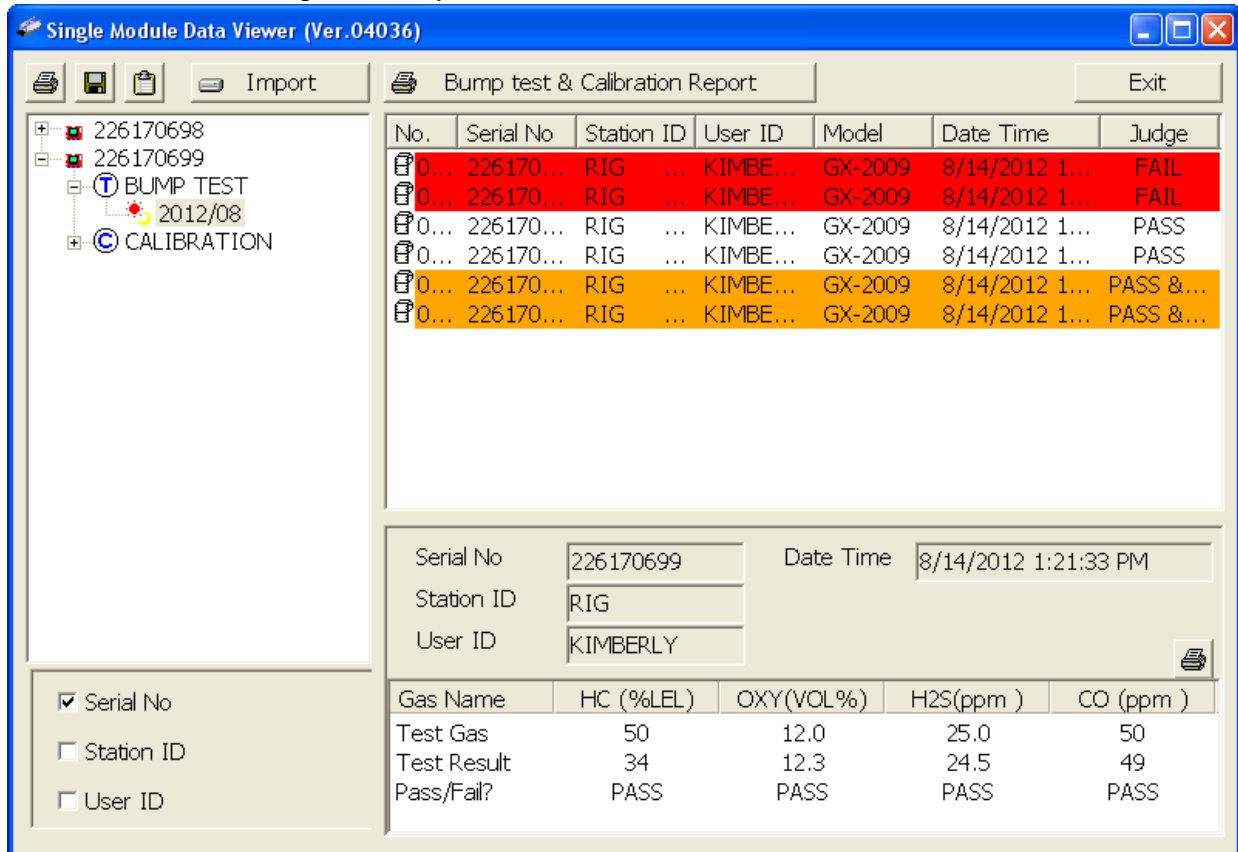 Single Module Data Viewer (Ver.04036)
Import
Bump test & Calibration Report
Exit
226170698
226170699
T BUMP TEST
2012/08
C CALIBRATION
No. Serial No Station ID User ID Model Date Time Judge
0... 226170... RIG ... KIMBE... GX-2009 8/14/2012 1... FAIL
0... 226170... RIG ... KIMBE... GX-2009 8/14/2012 1... FAIL
0... 226170... RIG ... KIMBE... GX-2009 8/14/2012 1... PASS
0... 226170... RIG ... KIMBE... GX-2009 8/14/2012 1... PASS
0... 226170... RIG ... KIMBE... GX-2009 8/14/2012 1... PASS &...
0... 226170... RIG ... KIMBE... GX-2009 8/14/2012 1... PASS &...
Serial No 226170699 Date Time 8/14/2012 1:21:33 PM
Station ID RIG
User ID KIMBERLY
Serial No
Station ID
User ID
Gas Name HC (%LEL) OXY(VOL%) H2S(ppm ) CO (ppm )
Test Gas 50 12.0 25.0 50
Test Result 34 12.3 24.5 49
Pass/Fail? PASS PASS PASS PASS